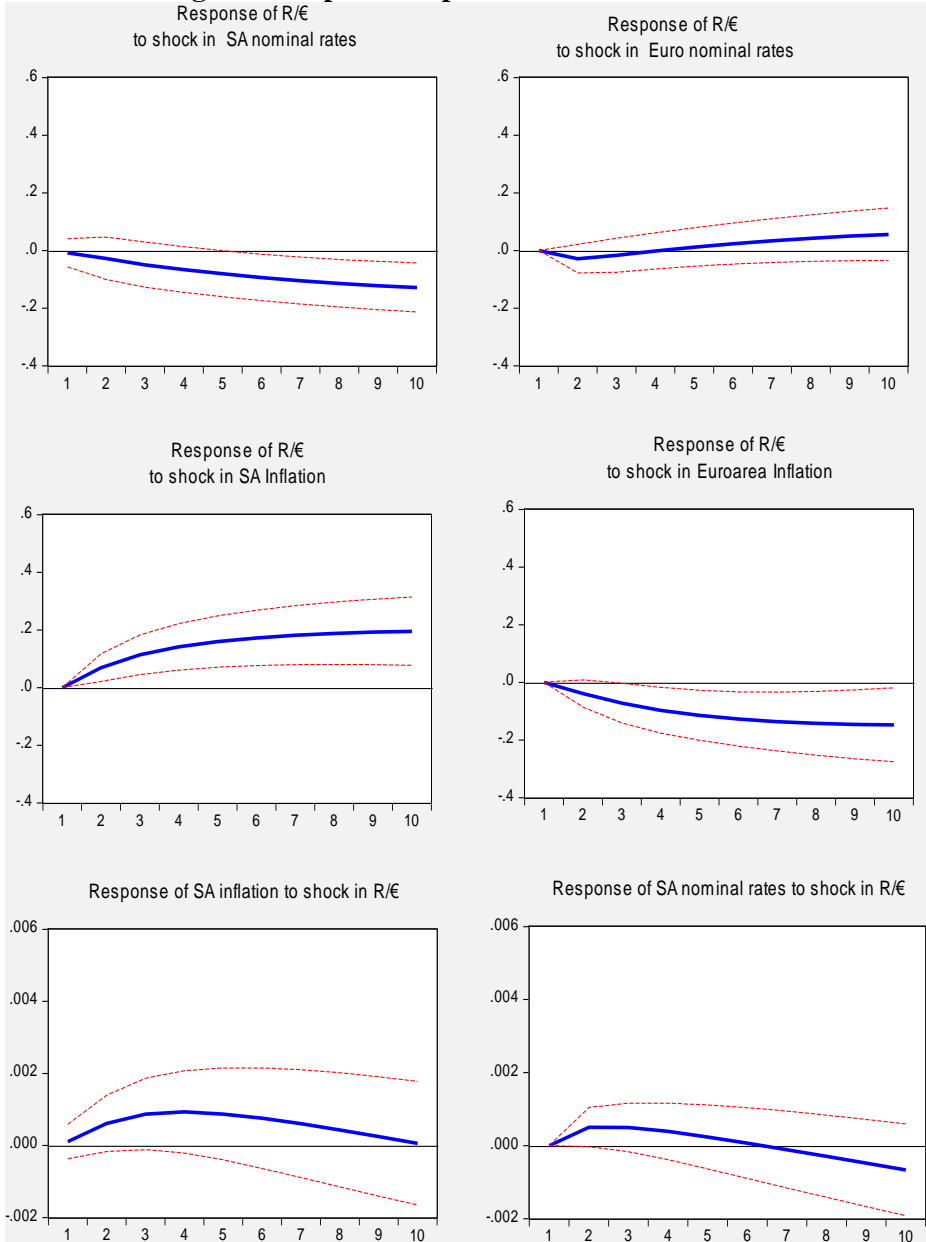 Response of R/€
to shock in SA nominal rates
.6
.4
.2
.0
-.2
-.4
1 2 3 4 5 6 7 8 9 10
Response of R/€
to shock in Euro nominal rates
.6
.4
.2
.0
-.2
-.4
1 2 3 4 5 6 7 8 9 10
Response of R/€
to shock in SA Inflation
.6
.4
.2
.0
-.2
-.4
1 2 3 4 5 6 7 8 9 10
Response of R/€
to shock in Euroarea Inflation
.6
.4
.2
.0
-.2
-.4
1 2 3 4 5 6 7 8 9 10
Response of SA inflation to shock in R/€
.006
.004
.002
.000
-.002
1 2 3 4 5 6 7 8 9 10
Response of SA nominal rates to shock in R/€
.006
.004
.002
.000
-.002
1 2 3 4 5 6 7 8 9 10